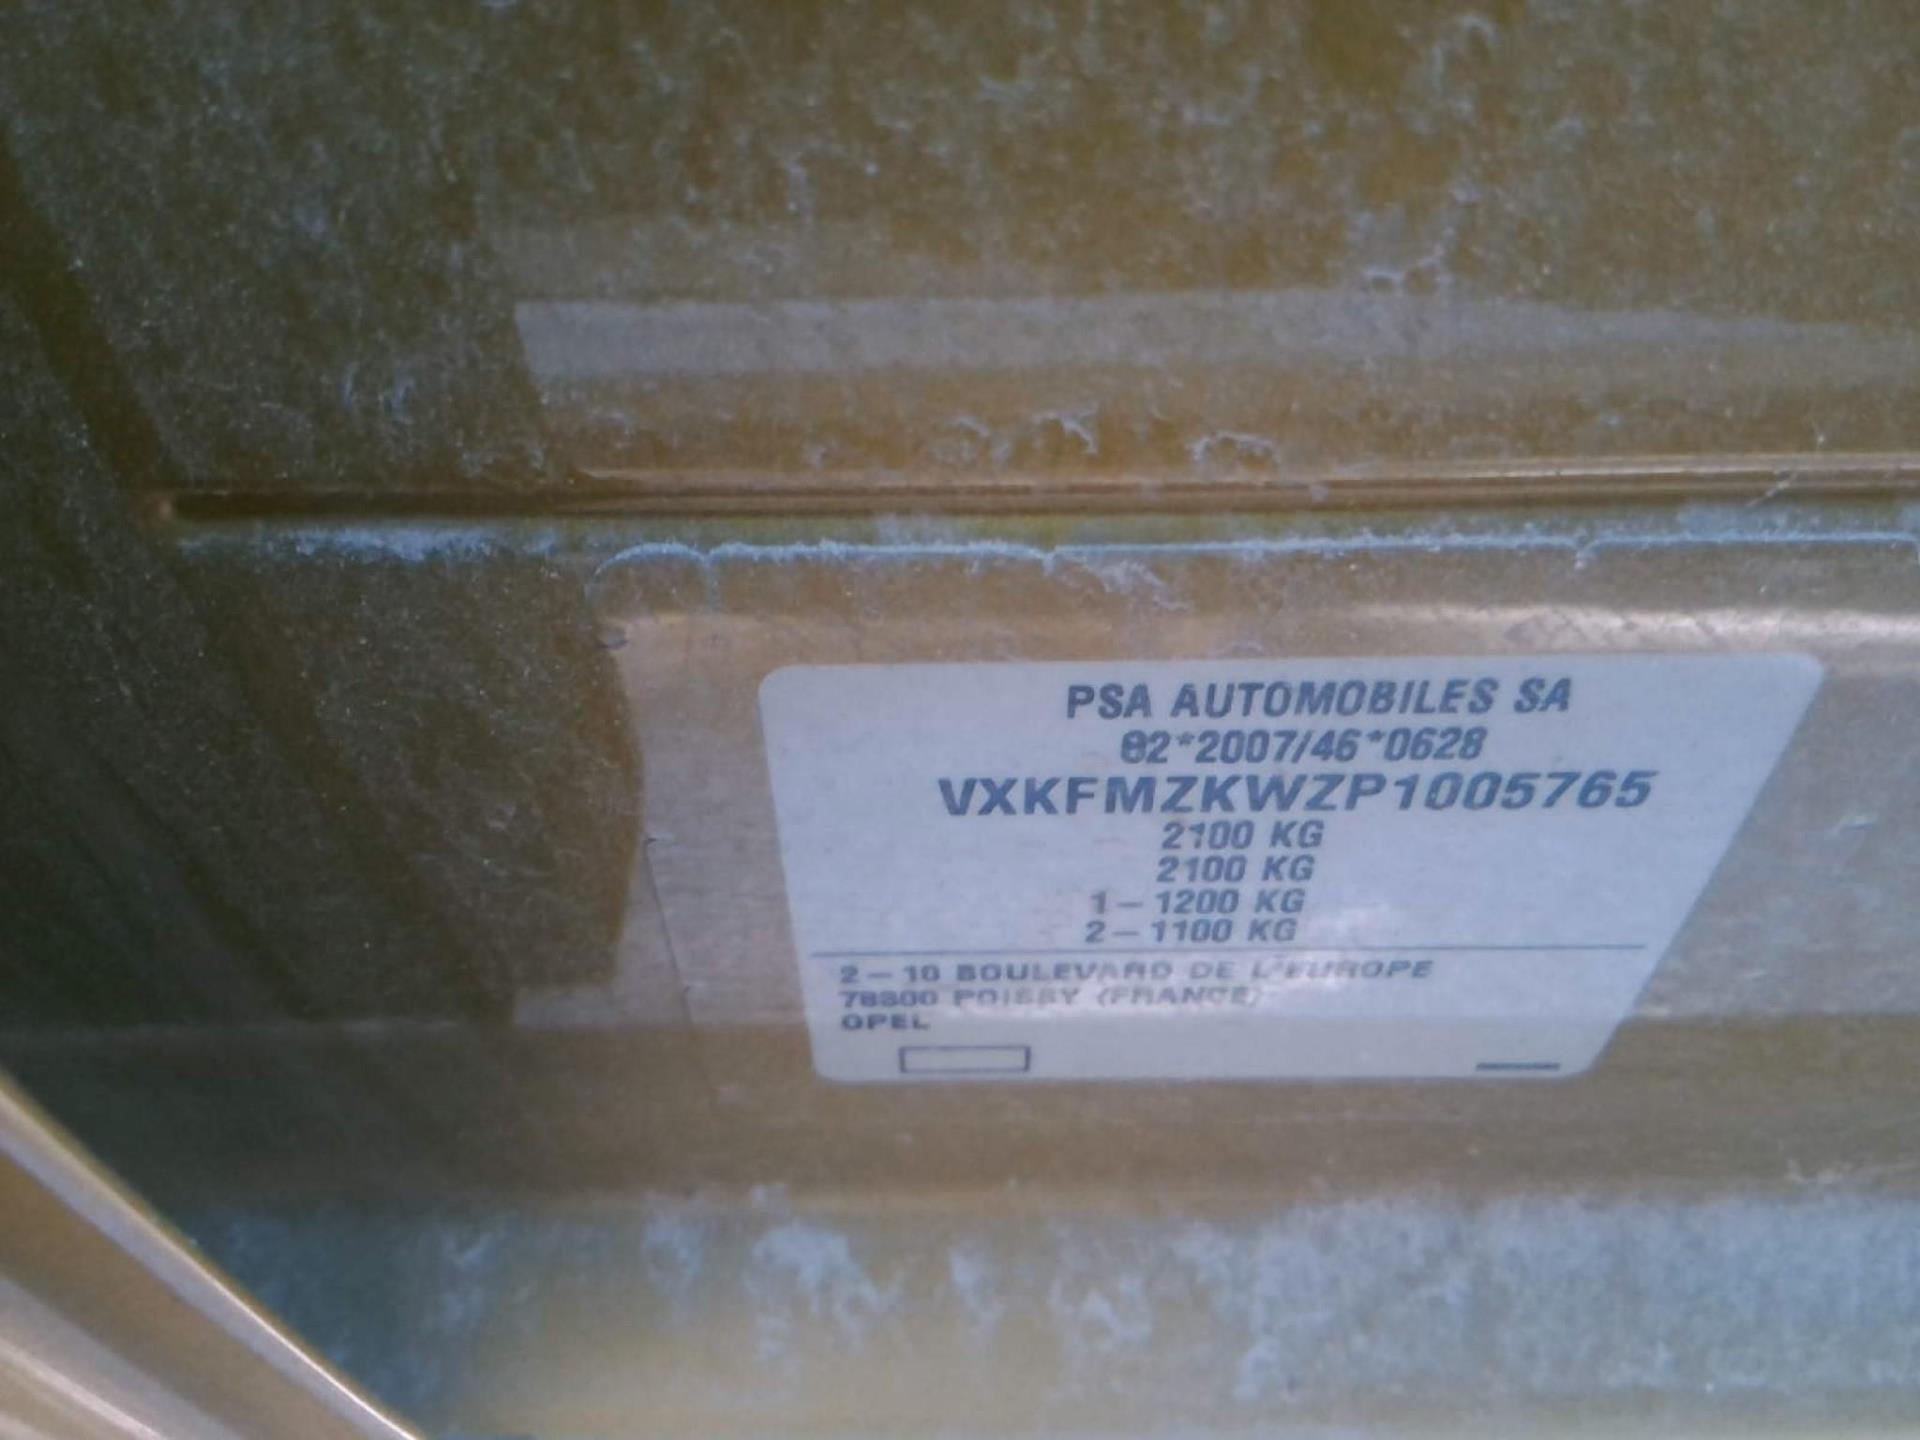 PSA AUTOMOBILES SA
e2*2007/46*0628
VXKFMZKWZP1005765
2100 KG
2100 KG
1 – 1200 KG
2 – 1100 KG
2 – 10 BOULEVARD DE L'EUROPE
78300 POISSY (FRANCE)
OPEL